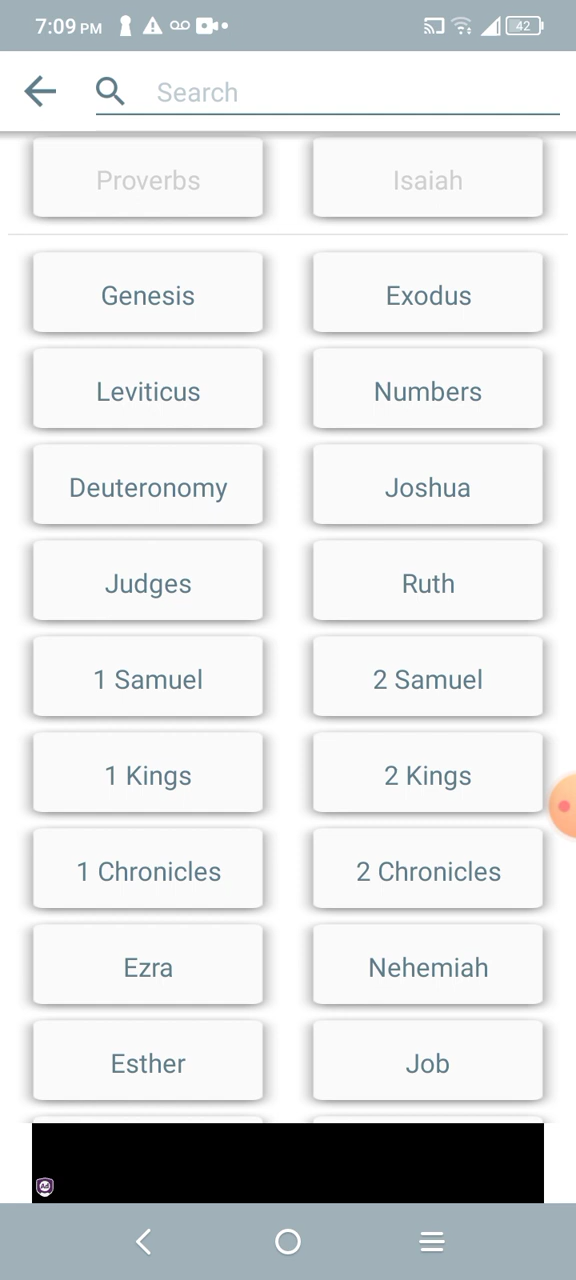 7:09 PM 42
Search
Proverbs Isaiah
Genesis Exodus
Leviticus Numbers
Deuteronomy Joshua
Judges Ruth
1 Samuel 2 Samuel
1 Kings 2 Kings
1 Chronicles 2 Chronicles
Ezra Nehemiah
Esther Job
Ad